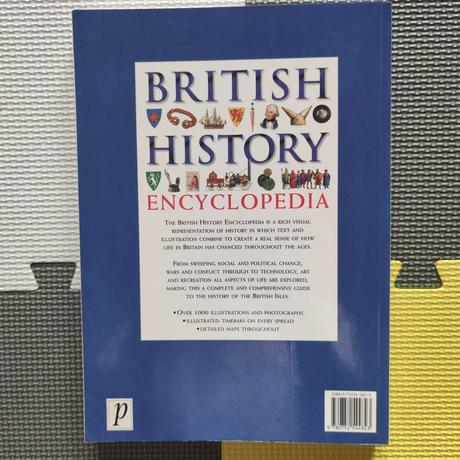 BRITISH
HISTORY
ENCYCLOPEDIA
THE BRITISH HISTORY ENCYCLOPEDIA IS A RICH VISUAL
REPRESENTATION OF HISTORY IN WHICH TEXT AND
ILLUSTRATION COMBINE TO CREATE A REAL SENSE OF HOW
LIFE IN BRITAIN HAS CHANGED THROUGHOUT THE AGES.
FROM SWEEPING SOCIAL AND POLITICAL CHANGE,
WARS AND CONFLICT THROUGH TO TECHNOLOGY, ART
AND RECREATION ALL ASPECTS OF LIFE ARE EXPLORED,
MAKING THIS A COMPLETE AND COMPREHENSIVE GUIDE
TO THE HISTORY OF THE BRITISH ISLES.
• OVER 1000 ILLUSTRATIONS AND PHOTOGRAPHS
• ILLUSTRATED TIMEBARS ON EVERY SPREAD
• DETAILED MAPS THROUGHOUT
p